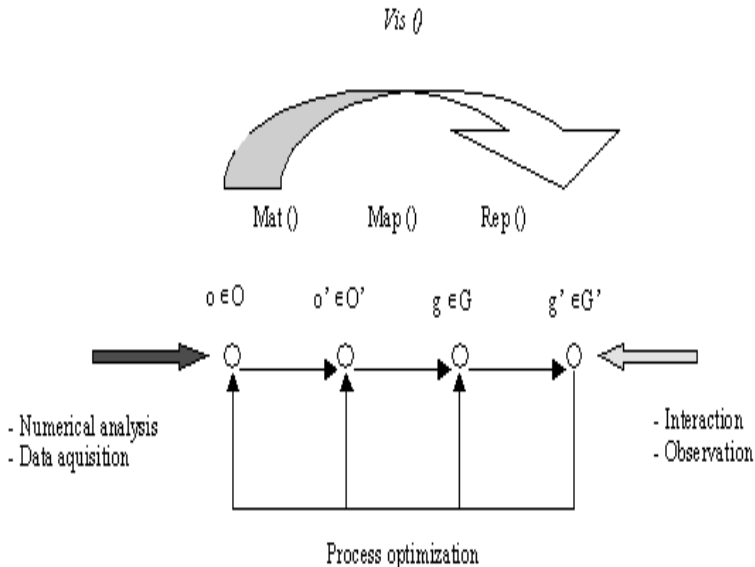 Vis ()
Mat () Map () Rep ()
o ∈O o’ ∈O’ g ∈G g’ ∈G’
- Numerical analysis
- Data aquisition
- Interaction
- Observation
Process optimization